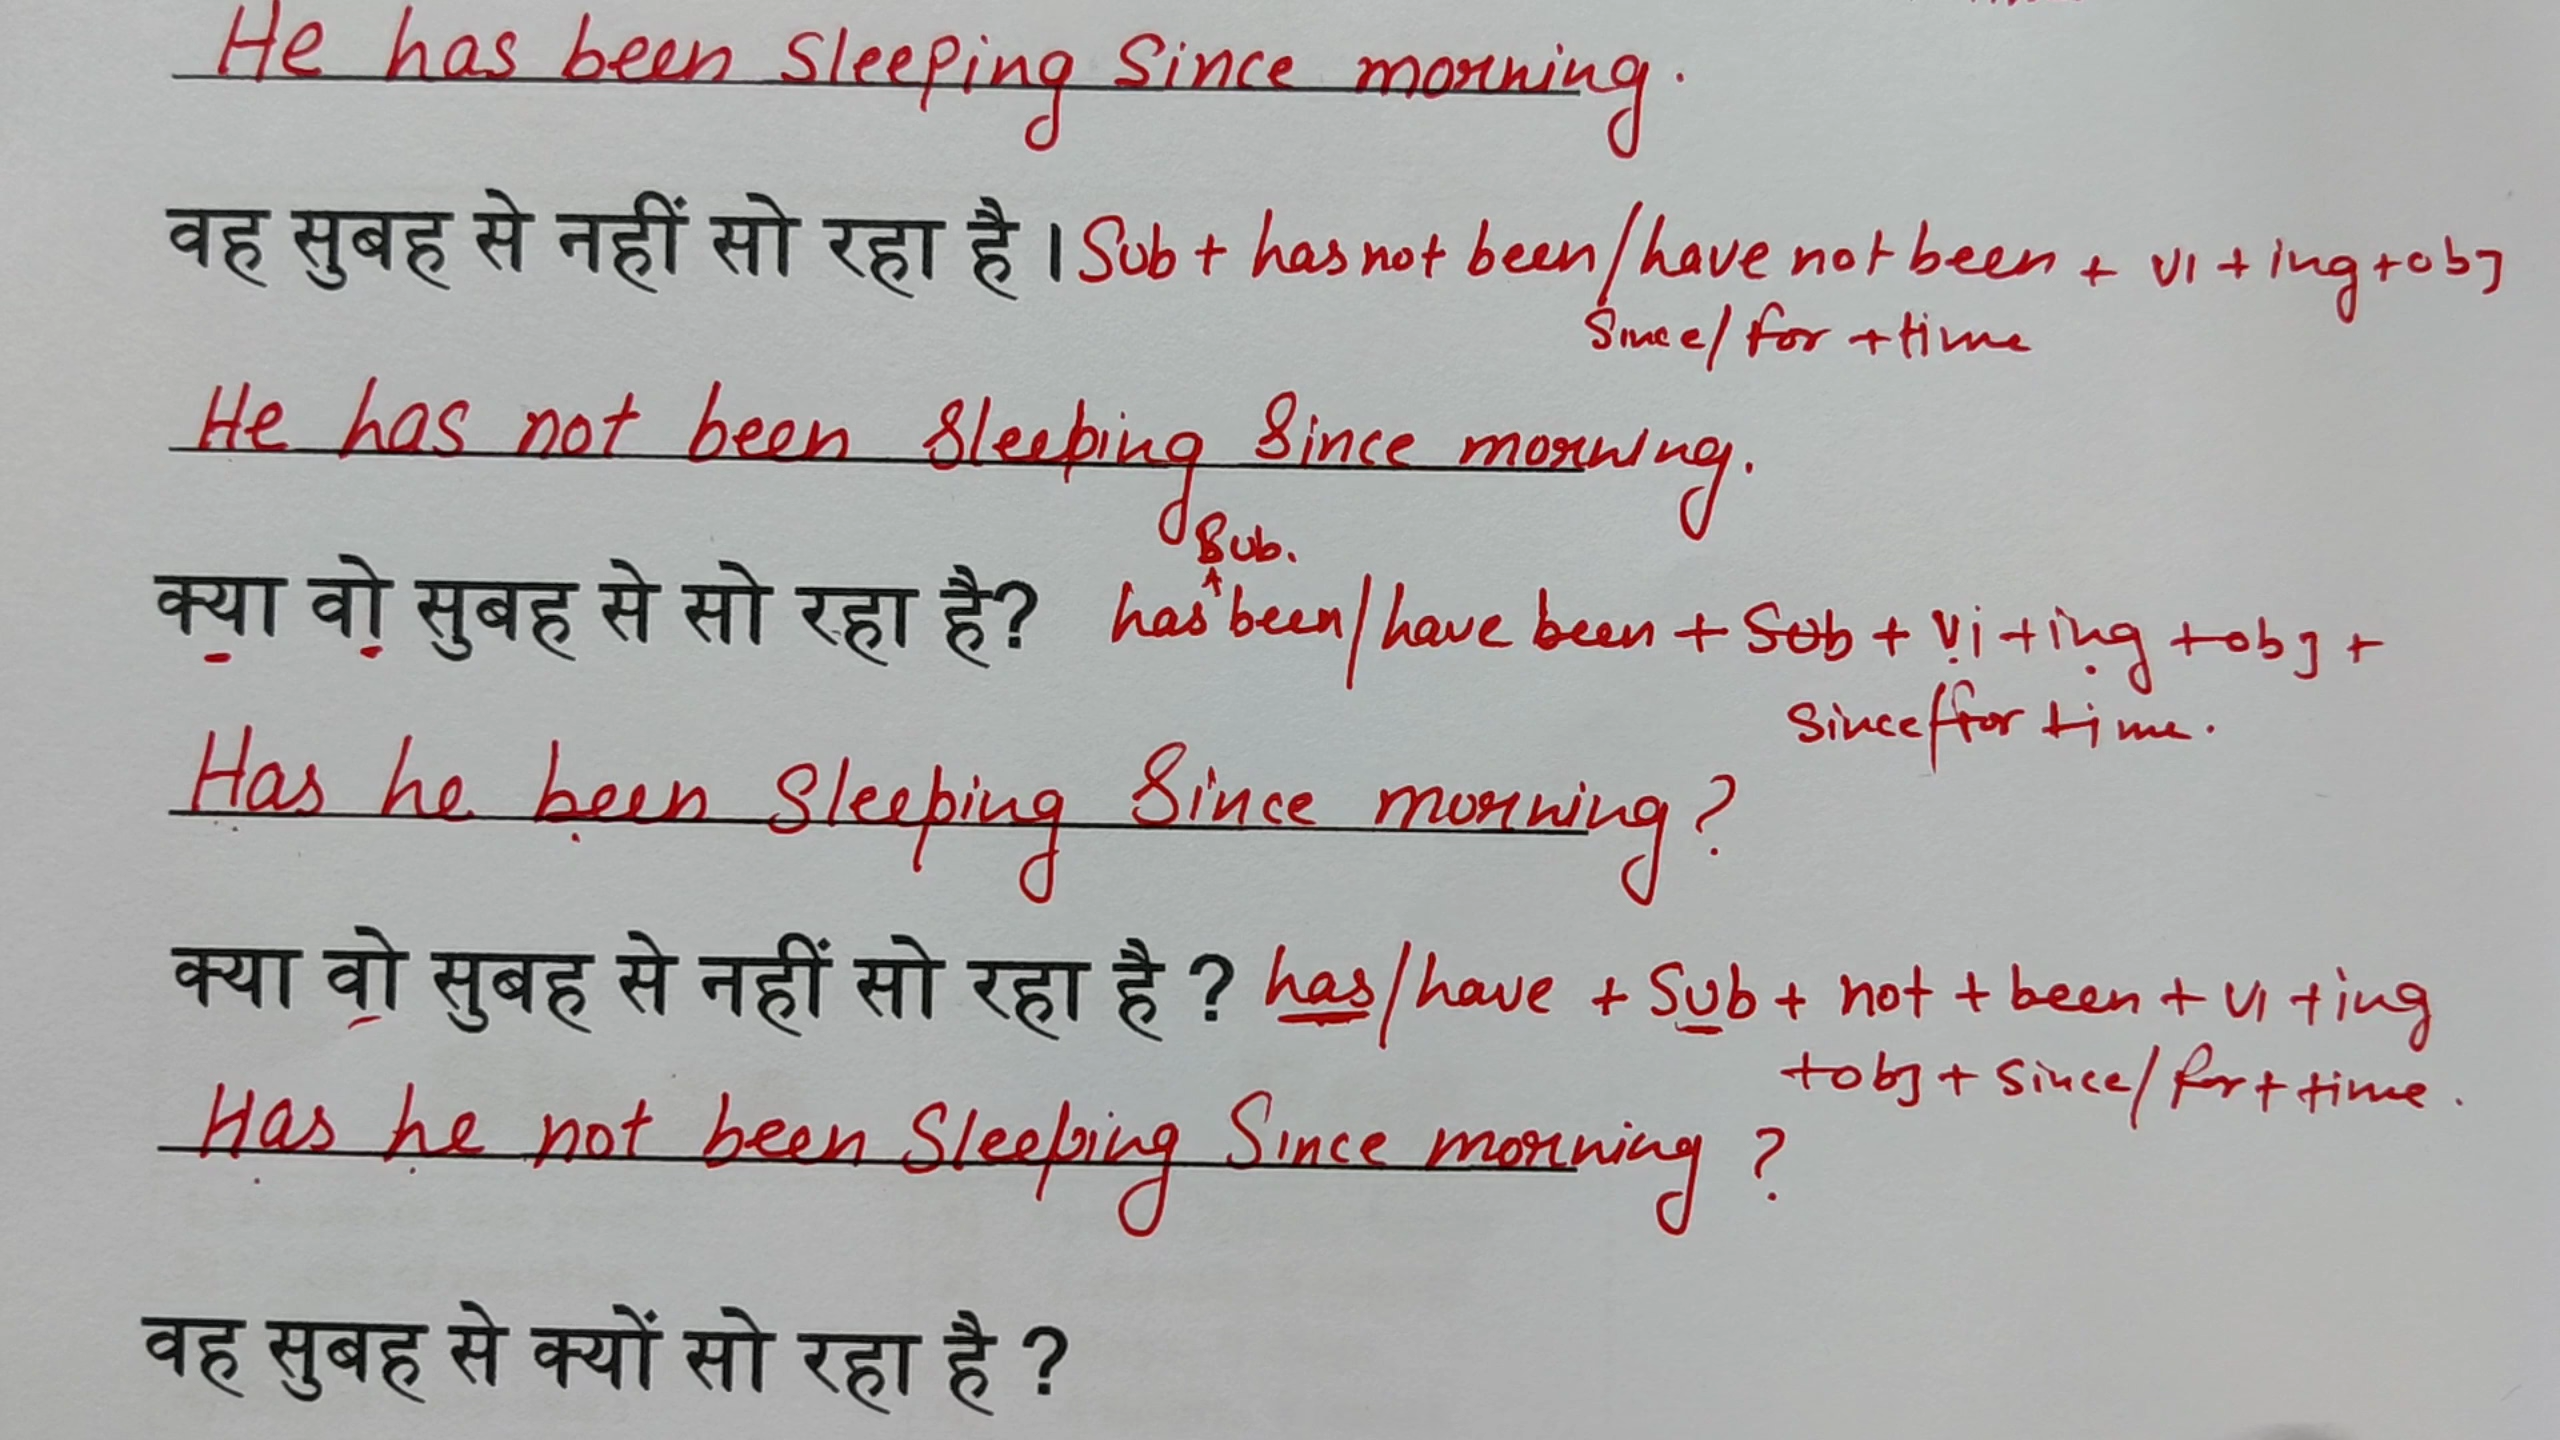 He has been Sleeping Since morning.
वह सुबह से नहीं सो रहा है । Sub + has not been/have not been + v1 + ing + obj
Since/ for + time
He has not been Sleeping Since morning.
Sub.
क्या वो सुबह से सो रहा है? has been/have been + Sub + v1 + ing + obj +
Since/for time.
Has he been Sleeping Since morning?
क्या वो सुबह से नहीं सो रहा है ? has/have + Sub + not + been + v1 + ing
+ obj + since/ for + time.
Has he not been Sleeping Since morning ?
वह सुबह से क्यों सो रहा है ?